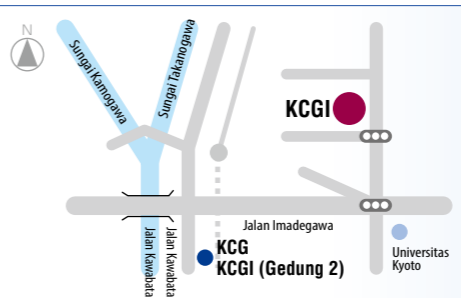 N
Sungai Kamogawa
Sungai Takanogawa
KCGI
Jalan Imadegawa
Jalan Kawabata
Jalan Kawabata
KCG
KCGI (Gedung 2)
Universitas
Kyoto